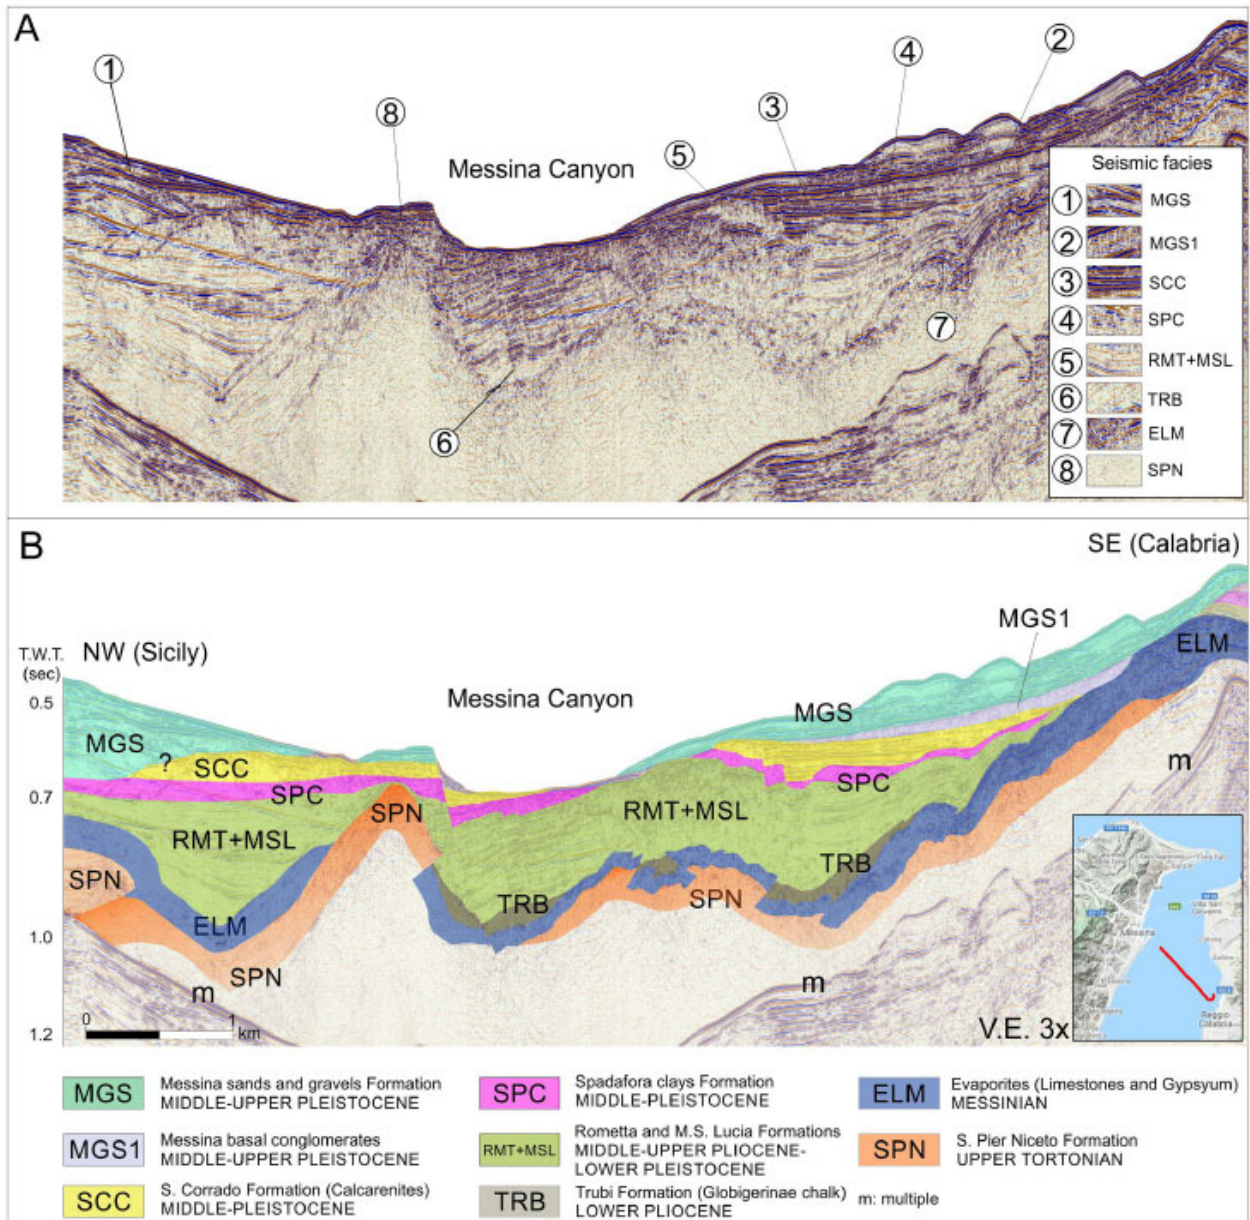 A
1
8
Messina Canyon
5
3
4
2
7
6
Seismic facies
1 MGS
2 MGS1
3 SCC
4 SPC
5 RMT+MSL
6 TRB
7 ELM
8 SPN
B
SE (Calabria)
T.W.T.
(sec)
NW (Sicily)
0.5
0.7
1.0
1.2
Messina Canyon
MGS1
ELM
MGS
MGS
?
SCC
SPC
SPN
SPC
m
RMT+MSL
RMT+MSL
SPN
TRB
TRB
SPN
ELM
SPN
m
m
0 1
km
V.E. 3x
Messina
Reggio
Calabria
MGS Messina sands and gravels Formation
MIDDLE-UPPER PLEISTOCENE
MGS1 Messina basal conglomerates
MIDDLE-UPPER PLEISTOCENE
SCC S. Corrado Formation (Calcarenites)
MIDDLE-PLEISTOCENE
SPC Spadafora clays Formation
MIDDLE-PLEISTOCENE
RMT+MSL Rometta and M.S. Lucia Formations
MIDDLE-UPPER PLIOCENE-
LOWER PLEISTOCENE
TRB Trubi Formation (Globigerinae chalk)
LOWER PLIOCENE
ELM Evaporites (Limestones and Gypsyum)
MESSINIAN
SPN S. Pier Niceto Formation
UPPER TORTONIAN
m: multiple